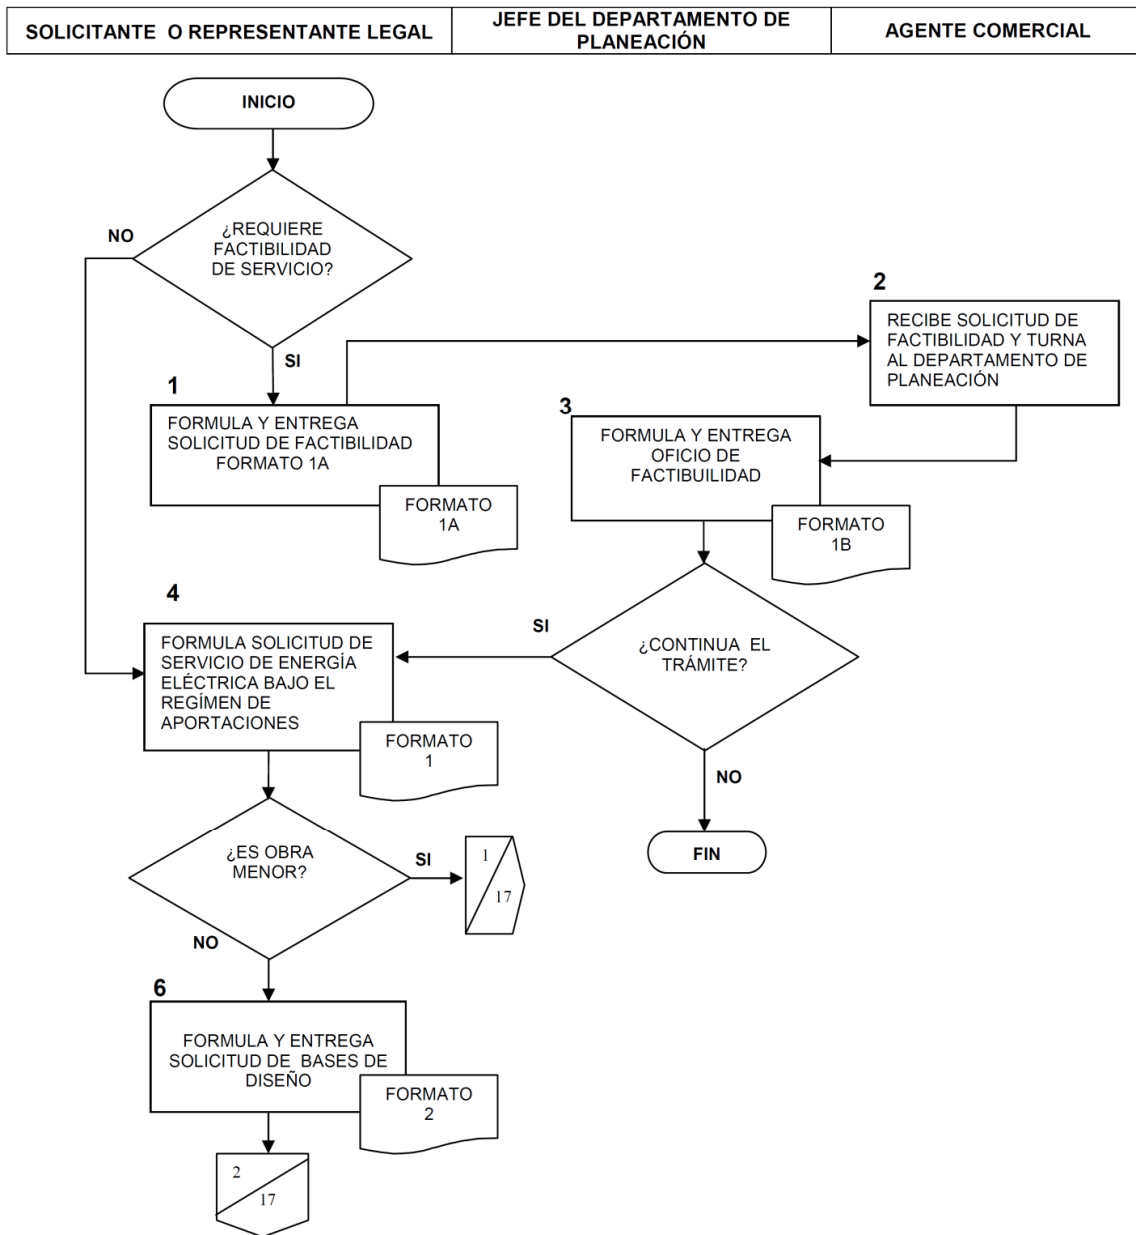 SOLICITANTE O REPRESENTANTE LEGAL
JEFE DEL DEPARTAMENTO DE
PLANEACIÓN
AGENTE COMERCIAL
INICIO
¿REQUIERE
FACTIBILIDAD
DE SERVICIO?
NO
SI
2
RECIBE SOLICITUD DE
FACTIBILIDAD Y TURNA
AL DEPARTAMENTO DE
PLANEACIÓN
1
FORMULA Y ENTREGA
SOLICITUD DE FACTIBILIDAD
FORMATO 1A
FORMATO
1A
3
FORMULA Y ENTREGA
OFICIO DE
FACTIBUILIDAD
FORMATO
1B
4
FORMULA SOLICITUD DE
SERVICIO DE ENERGÍA
ELÉCTRICA BAJO EL
REGÍMEN DE
APORTACIONES
FORMATO
1
SI
¿CONTINUA EL
TRÁMITE?
NO
FIN
¿ES OBRA
MENOR?
SI
1
17
NO
6
FORMULA Y ENTREGA
SOLICITUD DE BASES DE
DISEÑO
FORMATO
2
2
17